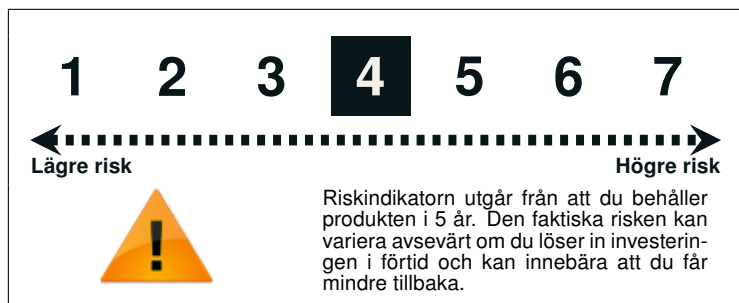 1 2 3 4 5 6 7
Lägre risk Högre risk
Riskindikatorn utgår från att du behåller
produkten i 5 år. Den faktiska risken kan
variera avsevärt om du löser in investerin-
gen i förtid och kan innebära att du får
mindre tillbaka.